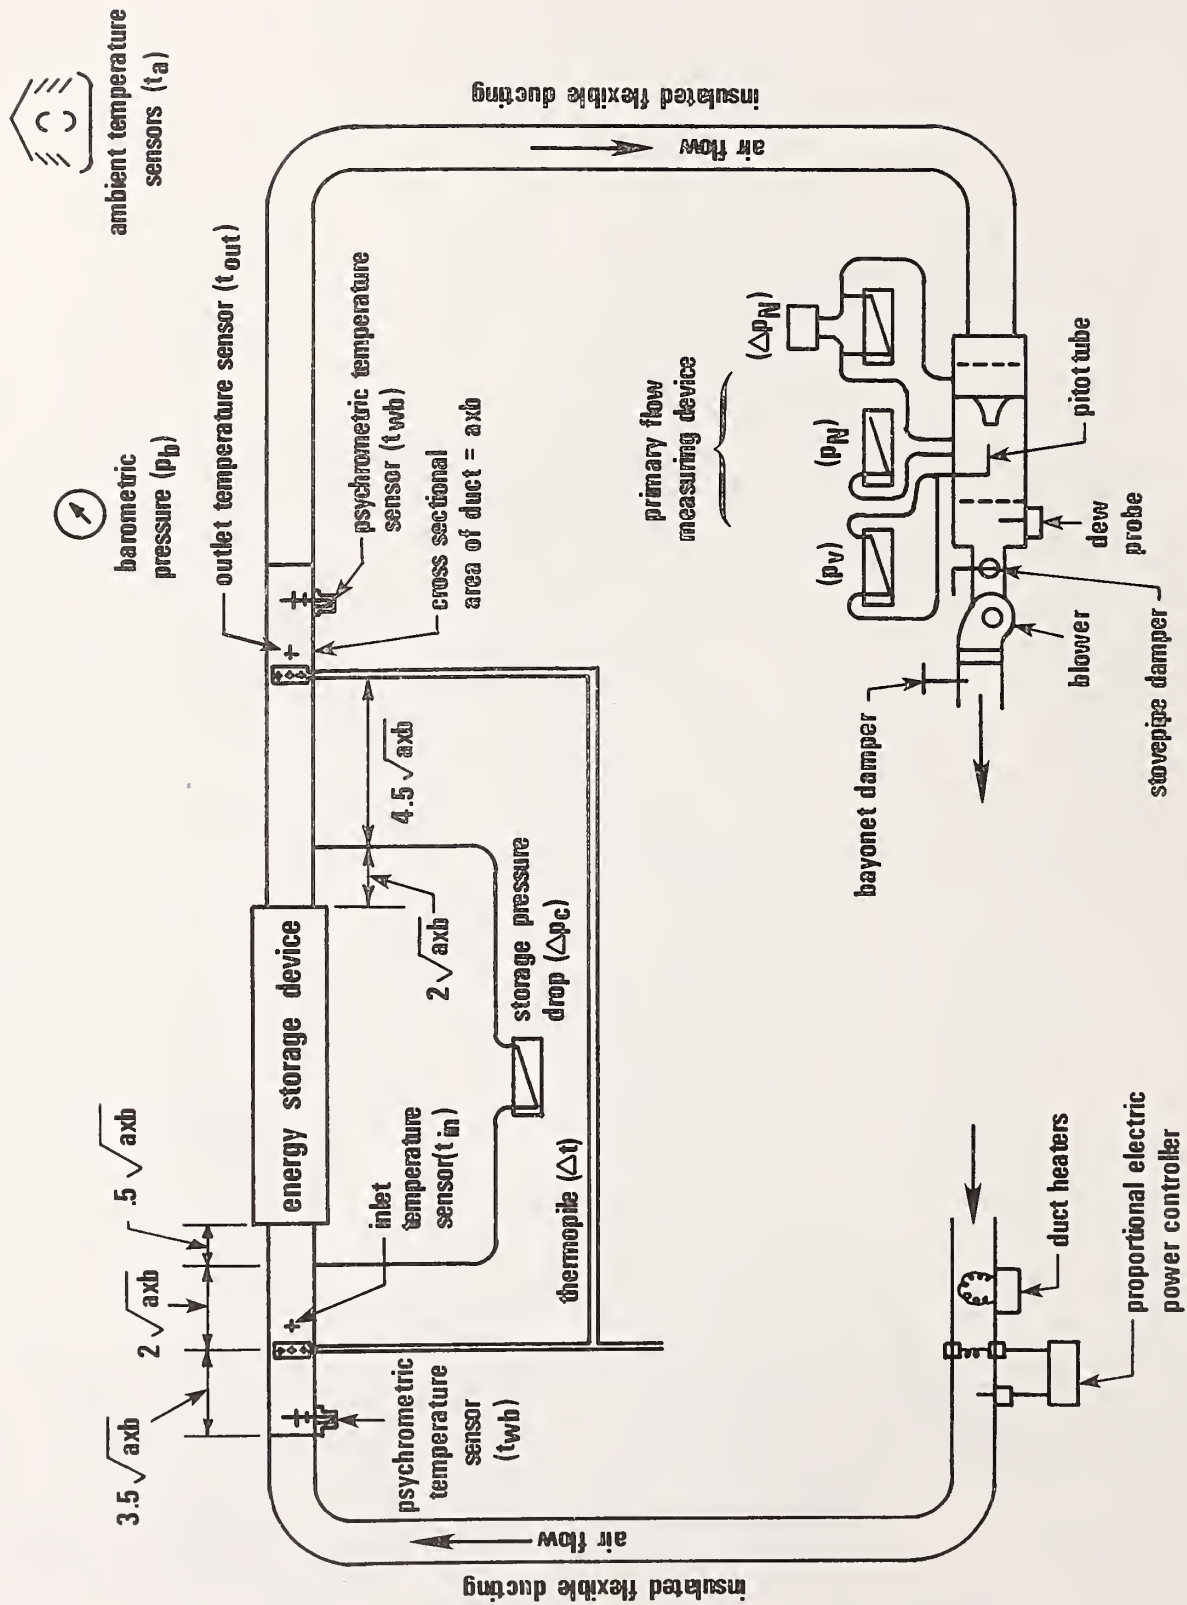 ambient temperature
sensors (ta)
barometric
pressure (pb)
outlet temperature sensor (tout)
psychrometric temperature
sensor (twb)
cross sectional
area of duct = axb
insulated flexible ducting
air flow
3.5 √axb
2 √axb
.5 √axb
energy storage device
2 √axb
4.5 √axb
inlet
temperature
sensor(tin)
psychrometric
temperature
sensor
(twb)
storage pressure
drop (△pc)
thermopile (△t)
primary flow
measuring device
(pv)
(pN)
(△pN)
pitot tube
dew
probe
bayonet damper
blower
stovepipe damper
duct heaters
proportional electric
power controller
air flow
insulated flexible ducting